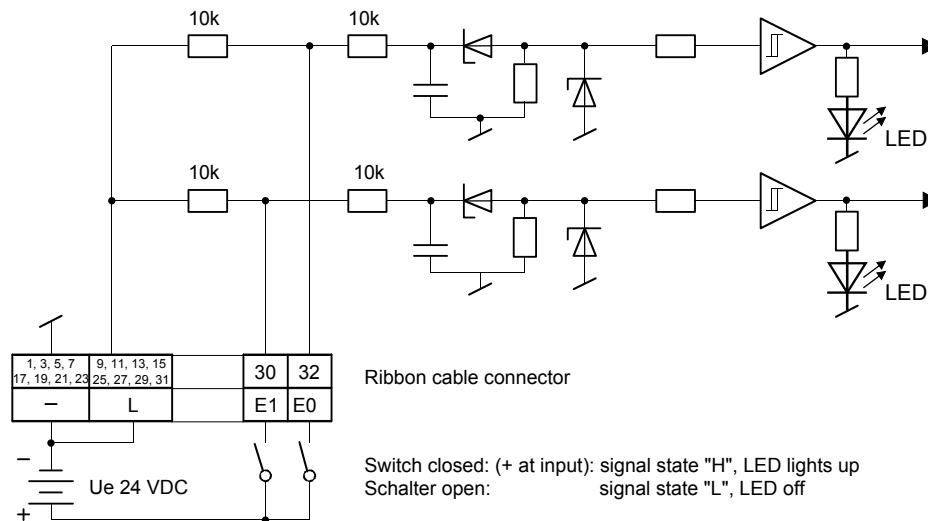 10k
10k
LED
10k
10k
LED
1, 3, 5, 7
17, 19, 21, 23
9, 11, 13, 15
25, 27, 29, 31
30
32
Ribbon cable connector
–
L
E1
E0
–
Ue 24 VDC
+
Switch closed: (+ at input): signal state "H", LED lights up
Schalter open: signal state "L", LED off